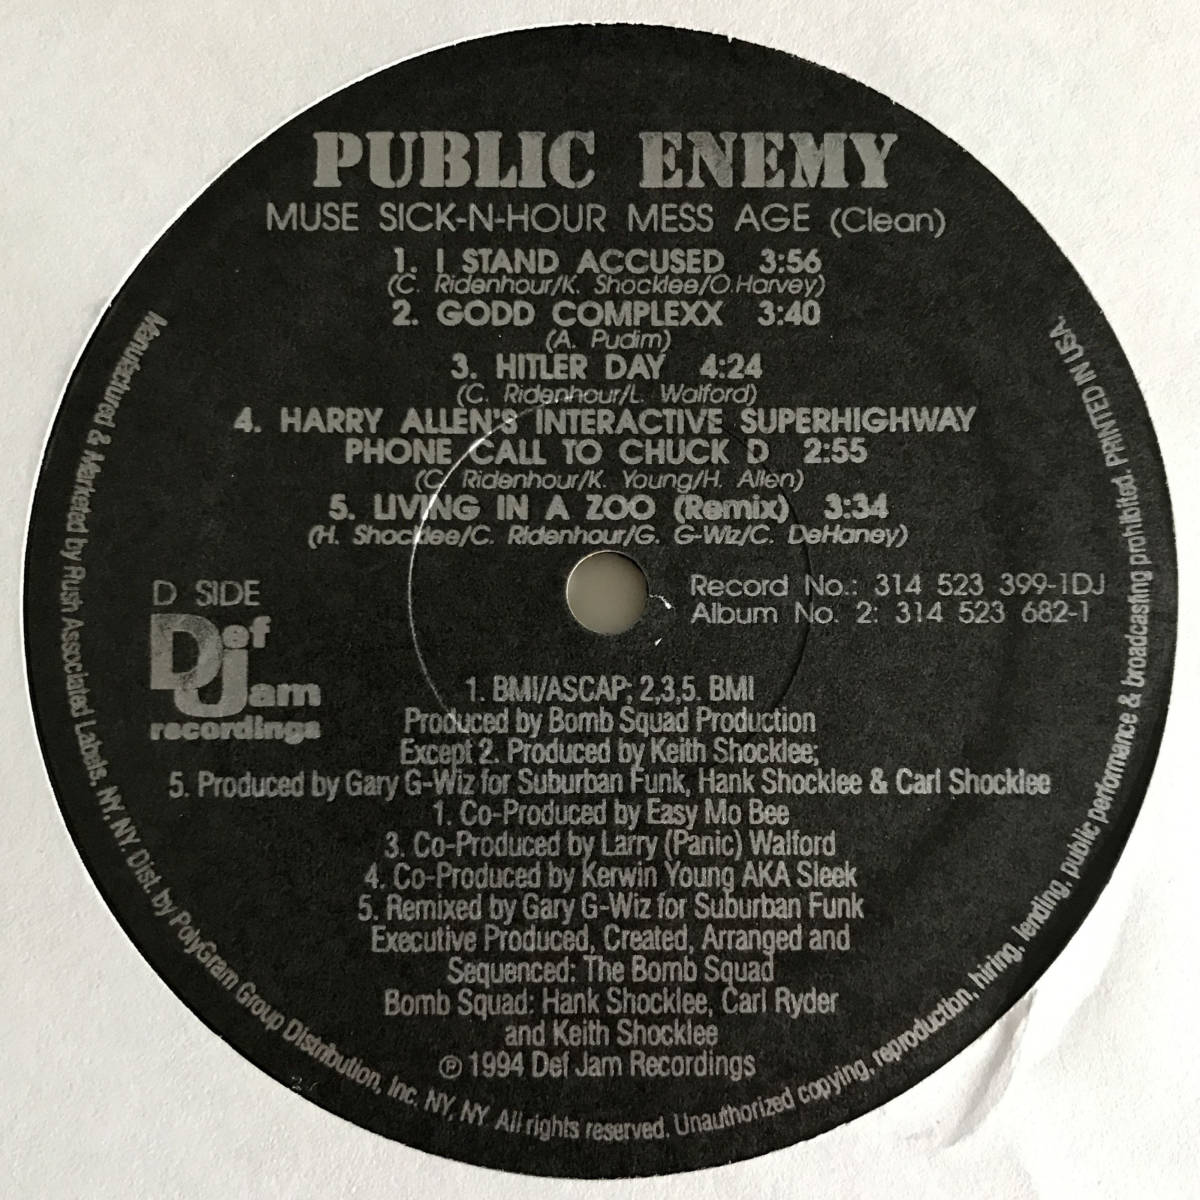 PUBLIC ENEMY
MUSE SICK-N-HOUR MESS AGE (Clean)
1. I STAND ACCUSED 3:56
(C. Ridenhour/K. Shocklee/O.Harvey)
2. GODD COMPLEXX 3:40
(A. Pudim)
3. HITLER DAY 4:24
(C. Ridenhour/L. Walford)
4. HARRY ALLEN'S INTERACTIVE SUPERHIGHWAY
PHONE CALL TO CHUCK D 2:55
(C. Ridenhour/K. Young/H. Allen)
5. LIVING IN A ZOO (Remix) 3:34
(H. Shocklee/C. Ridenhour/G. G-Wiz/C. DeHaney)
D SIDE
Def Jam
recordings
Record No.: 314 523 399-1DJ
Album No. 2: 314 523 682-1
1. BMI/ASCAP; 2,3,5. BMI
Produced by Bomb Squad Production
Except 2. Produced by Keith Shocklee;
5. Produced by Gary G-Wiz for Suburban Funk, Hank Shocklee & Carl Shocklee
1. Co-Produced by Easy Mo Bee
3. Co-Produced by Larry (Panic) Walford
4. Co-Produced by Kerwin Young AKA Sleek
5. Remixed by Gary G-Wiz for Suburban Funk
Executive Produced, Created, Arranged and
Sequenced: The Bomb Squad
Bomb Squad: Hank Shocklee, Carl Ryder
and Keith Shocklee
℗ 1994 Def Jam Recordings
Manufactured & Marketed by Rush Associated Labels, NY, NY. Dist. by PolyGram Group Distribution, Inc. NY, NY All rights reserved. Unauthorized copying, reproduction, hiring, lending, public performance & broadcasting prohibited. PRINTED IN USA.